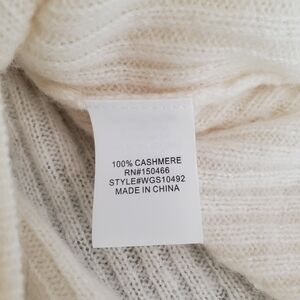 100% CASHMERE
RN#150466
STYLE#WGS10492
MADE IN CHINA